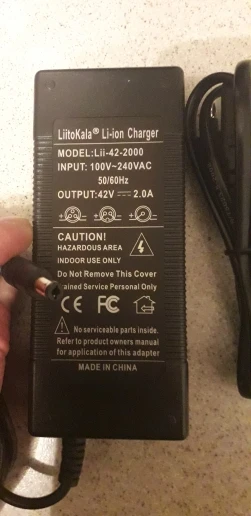 LiitoKala® Li-ion Charger
MODEL:Lii-42-2000
INPUT: 100V~240VAC
50/60Hz
OUTPUT:42V ⎓ 2.0A
CAUTION!
HAZARDOUS AREA
INDOOR USE ONLY
Do Not Remove This Cover
ained Service Personal Only
CE FC
No serviceable parts inside.
Refer to product owners manual
for application of this adapter
MADE IN CHINA